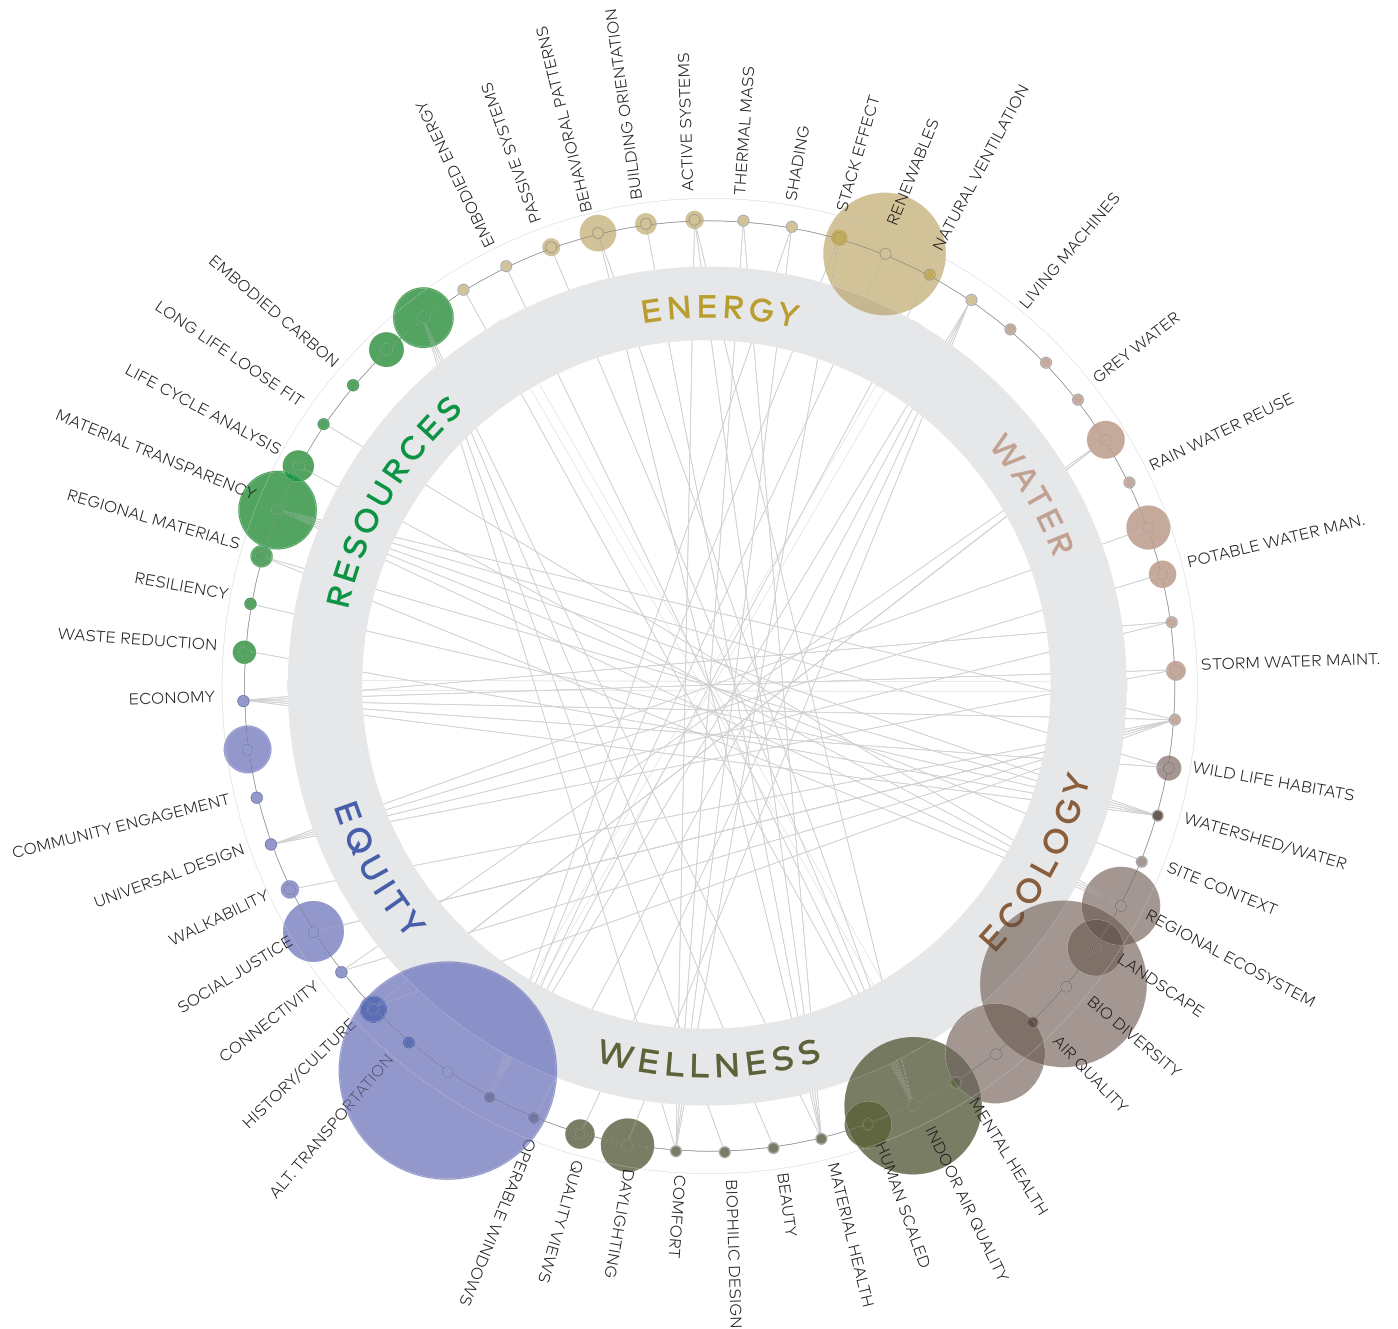 ENERGY
WATER
ECOLOGY
WELLNESS
EQUITY
RESOURCES
EMBODIED ENERGY
PASSIVE SYSTEMS
BEHAVIORAL PATTERNS
BUILDING ORIENTATION
ACTIVE SYSTEMS
THERMAL MASS
SHADING
STACK EFFECT
RENEWABLES
NATURAL VENTILATION
LIVING MACHINES
GREY WATER
RAIN WATER REUSE
POTABLE WATER MAN.
STORM WATER MAINT.
WILD LIFE HABITATS
WATERSHED/WATER
SITE CONTEXT
REGIONAL ECOSYSTEM
LANDSCAPE
BIO DIVERSITY
AIR QUALITY
MENTAL HEALTH
INDOOR AIR QUALITY
HUMAN SCALED
MATERIAL HEALTH
BEAUTY
BIOPHILIC DESIGN
COMFORT
DAYLIGHTING
QUALITY VIEWS
OPERABLE WINDOWS
ALT. TRANSPORTATION
HISTORY/CULTURE
CONNECTIVITY
SOCIAL JUSTICE
WALKABILITY
UNIVERSAL DESIGN
COMMUNITY ENGAGEMENT
ECONOMY
WASTE REDUCTION
RESILIENCY
REGIONAL MATERIALS
MATERIAL TRANSPARENCY
LIFE CYCLE ANALYSIS
LONG LIFE LOOSE FIT
EMBODIED CARBON